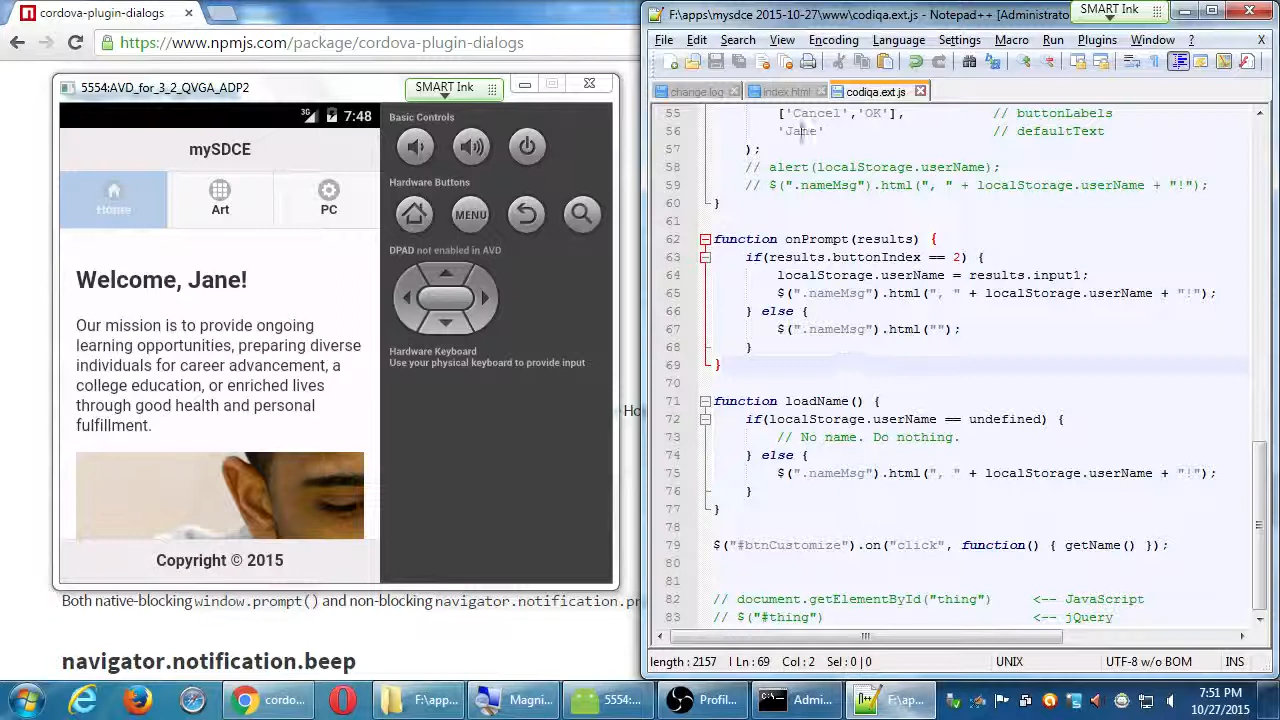 cordova-plugin-dialogs
https://www.npmjs.com/package/cordova-plugin-dialogs
5554:AVD_for_3_2_QVGA_ADP2
SMART Ink
3G 7:48
mySDCE
Home
Art
PC
Welcome, Jane!
Our mission is to provide ongoing
learning opportunities, preparing diverse
individuals for career advancement, a
college education, or enriched lives
through good health and personal
fulfillment.
Copyright © 2015
Basic Controls
Hardware Buttons
MENU
DPAD not enabled in AVD
Hardware Keyboard
Use your physical keyboard to provide input
Ho
Both native-blocking window.prompt() and non-blocking navigator.notification.pr
navigator.notification.beep
F:\apps\mysdce 2015-10-27\www\codiqa.ext.js - Notepad++ [Administrato
SMART Ink
File Edit Search View Encoding Language Settings Macro Run Plugins Window ? X
change.log
index.html
codiqa.ext.js
55 ['Cancel','OK'], // buttonLabels
56 'Jane' // defaultText
57 );
58 // alert(localStorage.userName);
59 // $(".nameMsg").html(", " + localStorage.userName + "!");
60 }
61
62 function onPrompt(results) {
63 if(results.buttonIndex == 2) {
64 localStorage.userName = results.input1;
65 $(".nameMsg").html(", " + localStorage.userName + "!");
66 } else {
67 $(".nameMsg").html("");
68 }
69 }
70
71 function loadName() {
72 if(localStorage.userName == undefined) {
73 // No name. Do nothing.
74 } else {
75 $(".nameMsg").html(", " + localStorage.userName + "!");
76 }
77 }
78
79 $("#btnCustomize").on("click", function() { getName() });
80
81
82 // document.getElementById("thing") <-- JavaScript
83 // $("#thing") <-- jQuery
length : 2157 Ln : 69 Col : 2 Sel : 0 | 0 UNIX UTF-8 w/o BOM INS
cordo...
F:\ap...
Magni...
5554:...
Profil...
Admi...
F:\ap...
7:51 PM
10/27/2015